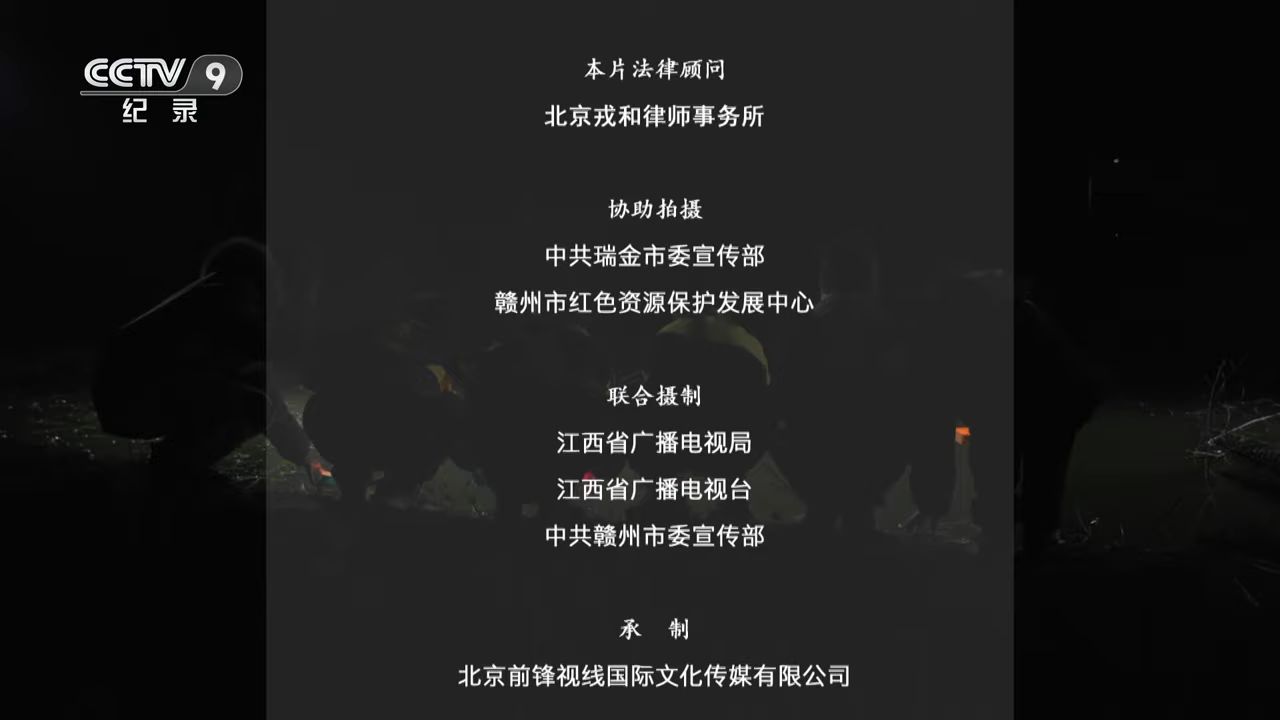 CCTV 9
纪录
本片法律顾问
北京戎和律师事务所
协助拍摄
中共瑞金市委宣传部
赣州市红色资源保护发展中心
联合摄制
江西省广播电视局
江西省广播电视台
中共赣州市委宣传部
承 制
北京前锋视线国际文化传媒有限公司